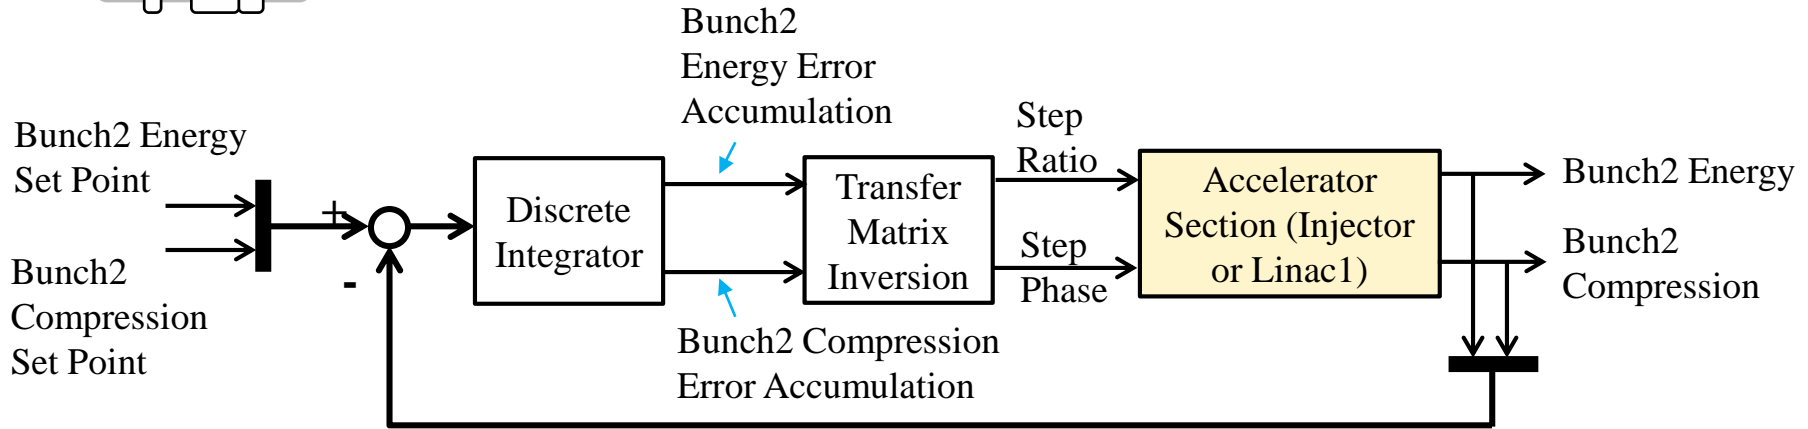 Bunch2
Energy Error
Accumulation
Bunch2 Energy
Set Point
Bunch2
Compression
Set Point
+
-
Discrete
Integrator
Bunch2 Compression
Error Accumulation
Transfer
Matrix
Inversion
Step
Ratio
Step
Phase
Accelerator
Section (Injector
or Linac1)
Bunch2 Energy
Bunch2
Compression